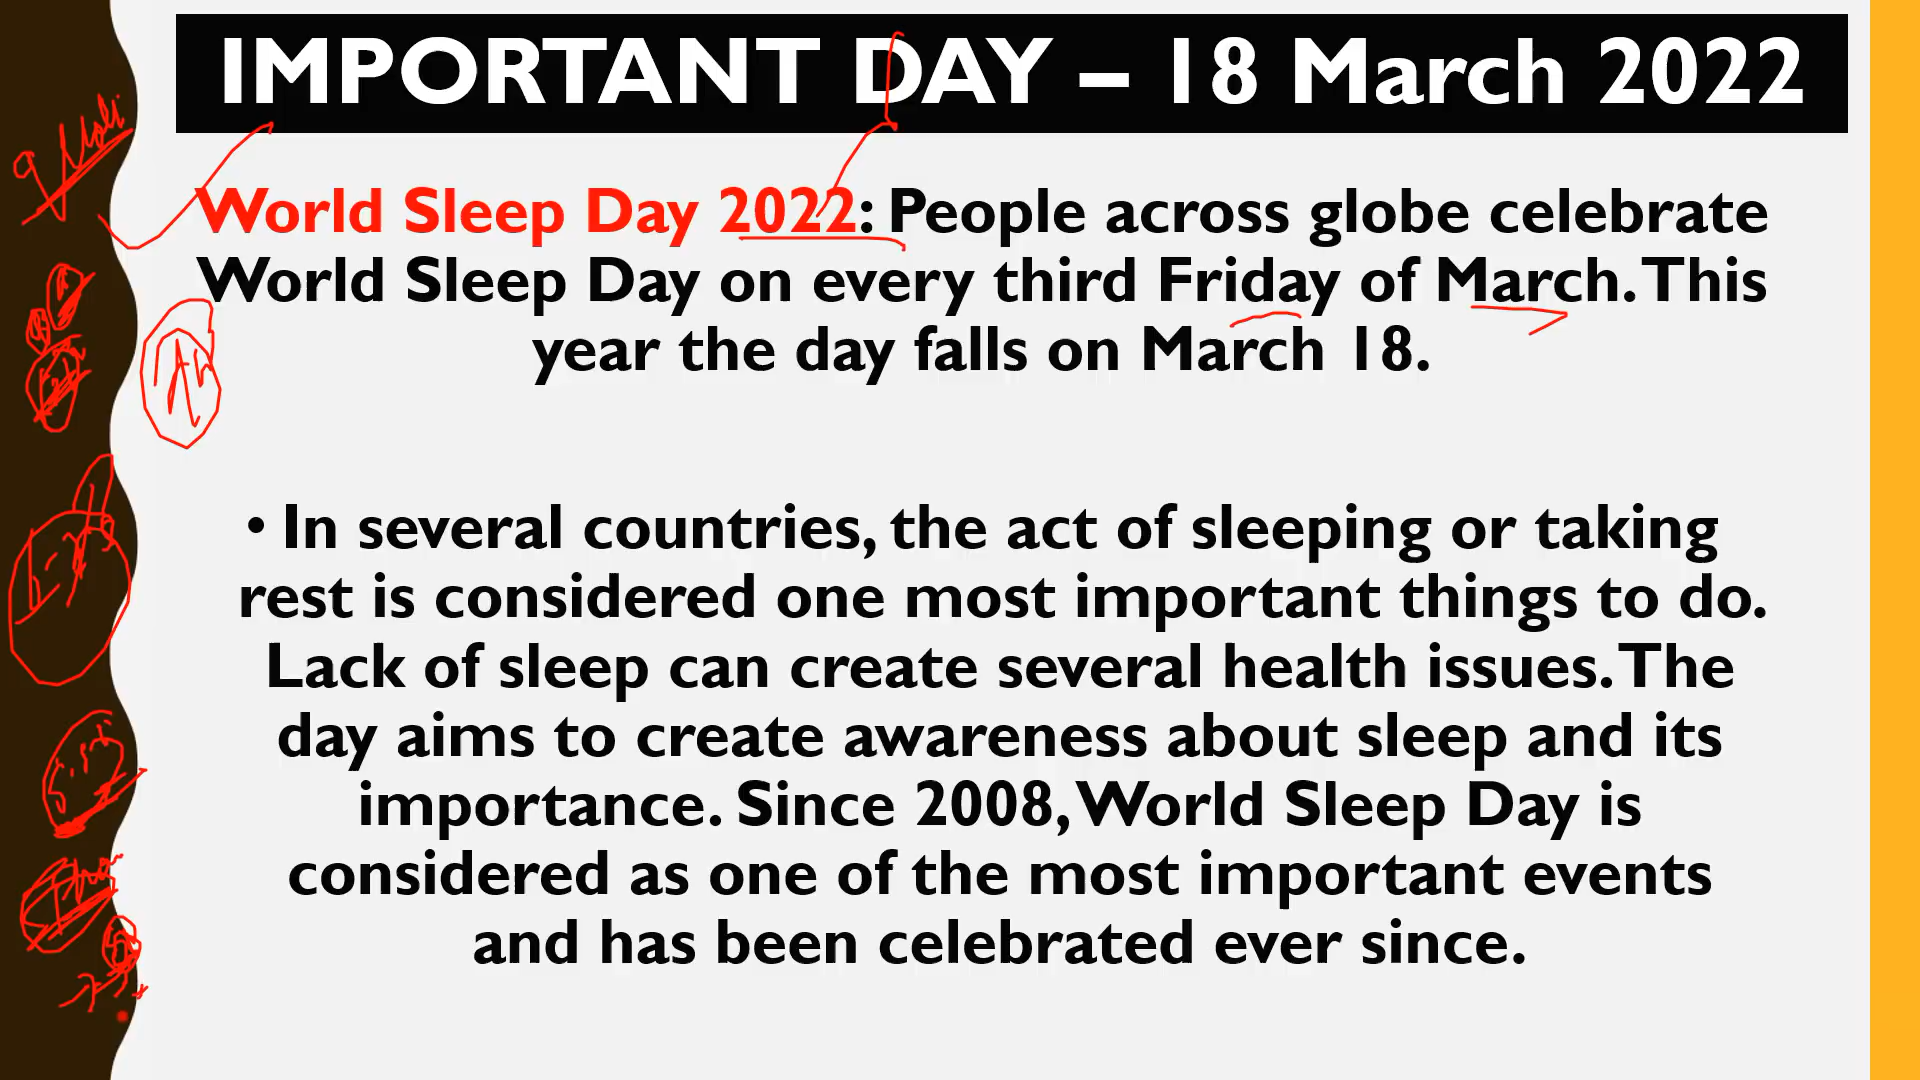 IMPORTANT DAY – 18 March 2022
World Sleep Day 2022: People across globe celebrate
World Sleep Day on every third Friday of March. This
year the day falls on March 18.
• In several countries, the act of sleeping or taking
rest is considered one most important things to do.
Lack of sleep can create several health issues. The
day aims to create awareness about sleep and its
importance. Since 2008, World Sleep Day is
considered as one of the most important events
and has been celebrated ever since.